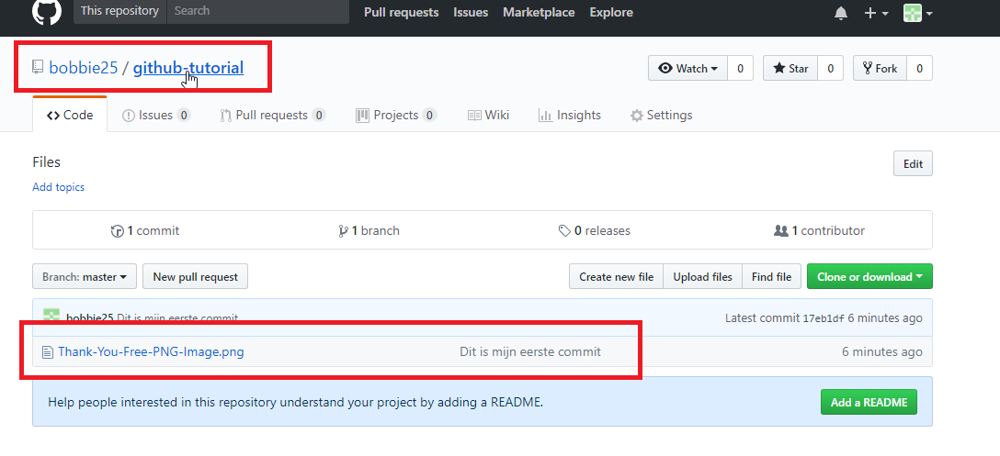 This repository Search Pull requests Issues Marketplace Explore
bobbie25 / github-tutorial Watch 0 Star 0 Fork 0
Code Issues 0 Pull requests 0 Projects 0 Wiki Insights Settings
Files Edit
Add topics
1 commit 1 branch 0 releases 1 contributor
Branch: master New pull request Create new file Upload files Find file Clone or download
bobbie25 Dit is mijn eerste commit Latest commit 17eb1df 6 minutes ago
Thank-You-Free-PNG-Image.png Dit is mijn eerste commit 6 minutes ago
Help people interested in this repository understand your project by adding a README. Add a README